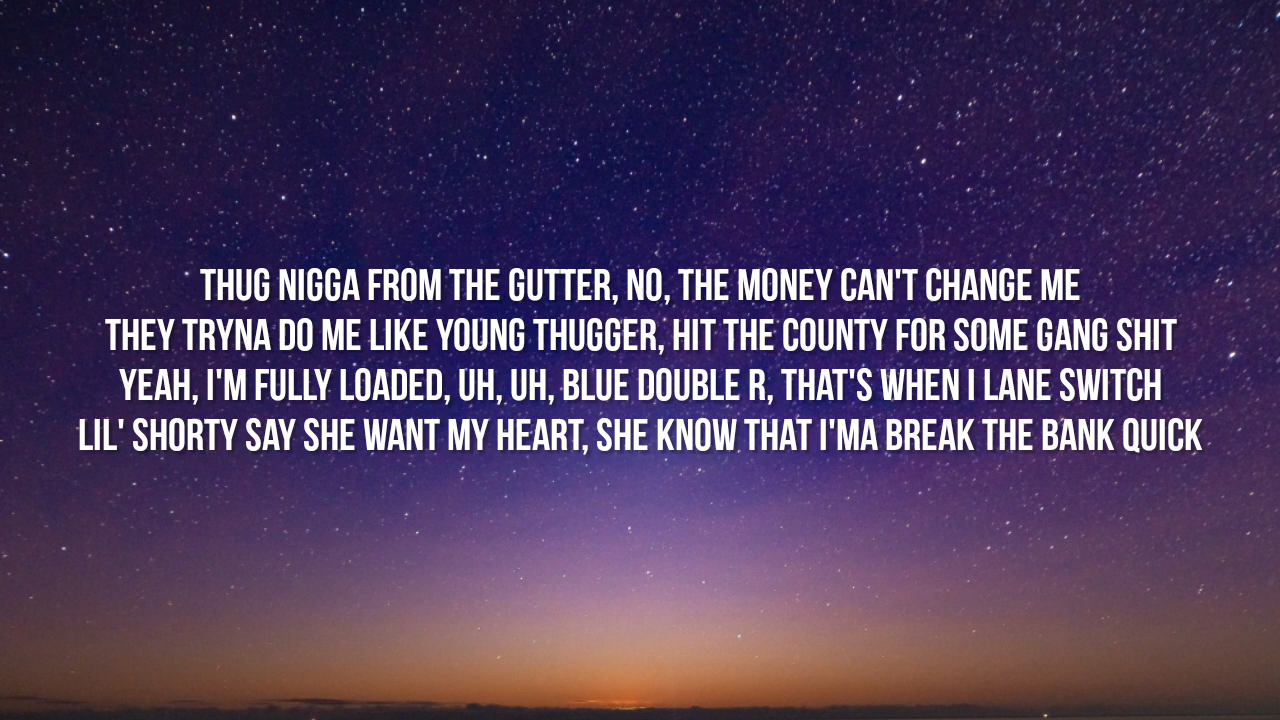 THUG NIGGA FROM THE GUTTER, NO, THE MONEY CAN'T CHANGE ME
THEY TRYNA DO ME LIKE YOUNG THUGGER, HIT THE COUNTY FOR SOME GANG SHIT
YEAH, I'M FULLY LOADED, UH, UH, BLUE DOUBLE R, THAT'S WHEN I LANE SWITCH
LIL' SHORTY SAY SHE WANT MY HEART, SHE KNOW THAT I'MA BREAK THE BANK QUICK